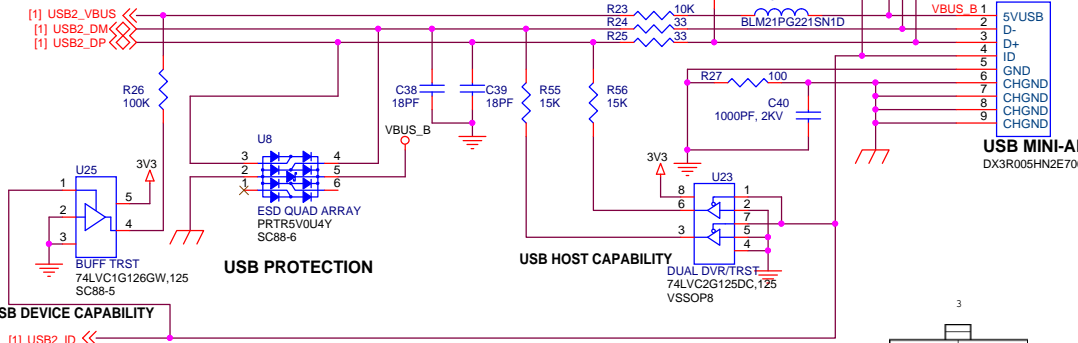 [1] USB2_VBUS
R23 10K
VBUS_B 1
5VUSB
[1] USB2_DM
R24 33
BLM21PG221SN1D
2
D-
[1] USB2_DP
R25 33
3
D+
4
ID
5
GND
6
CHGND
7
CHGND
8
CHGND
9
CHGND
USB MINI-A
R26
100K
C38
18PF
C39
18PF
R55
15K
R56
15K
R27 100
C40
1000PF, 2KV
VBUS_B
U8
3 4
2 5
1 6
ESD QUAD ARRAY
PRTR5V0U4Y
SC88-6
USB PROTECTION
U25
3V3
1
5
2
4
3
BUFF TRST
74LVC1G126GW,125
SC88-5
SB DEVICE CAPABILITY
3V3
U23
8 1
6 2
7
3 5
4
DUAL DVR/TRST
74LVC2G125DC,125
VSSOP8
USB HOST CAPABILITY
DX3R005HN2E70
[1] USB2_ID
3